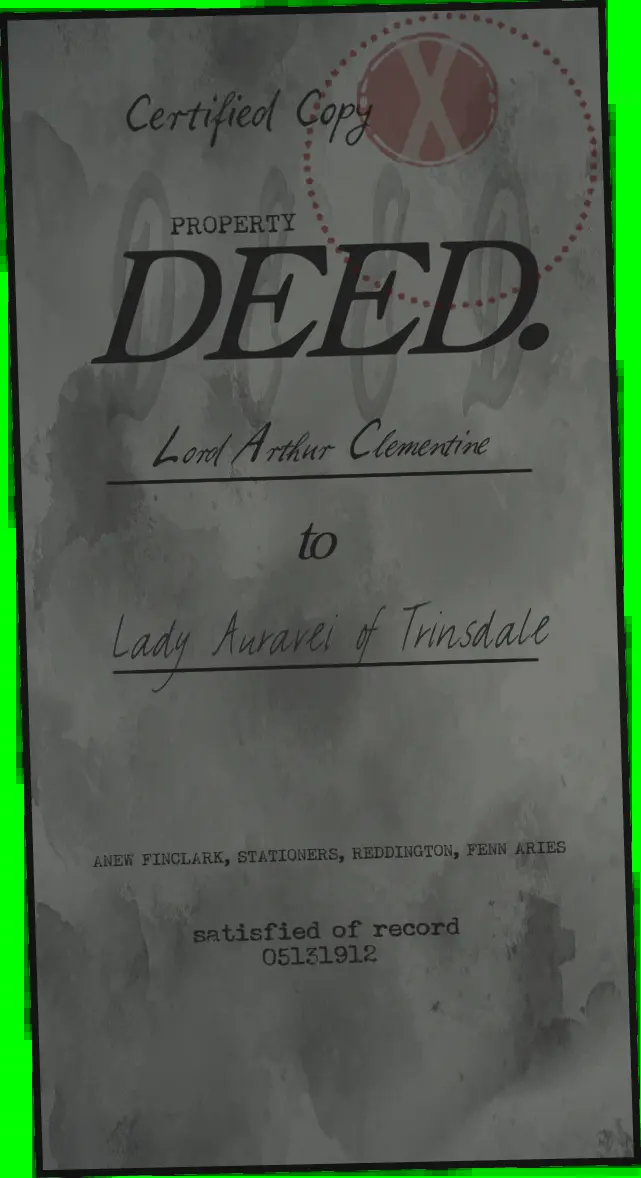 Certified Copy
X
PROPERTY
DEED.
Lord Arthur Clementine
to
Lady Auravei of Trinsdale
ANEW FINCLARK, STATIONERS, REDDINGTON, FENN ARIES
satisfied of record
05131912